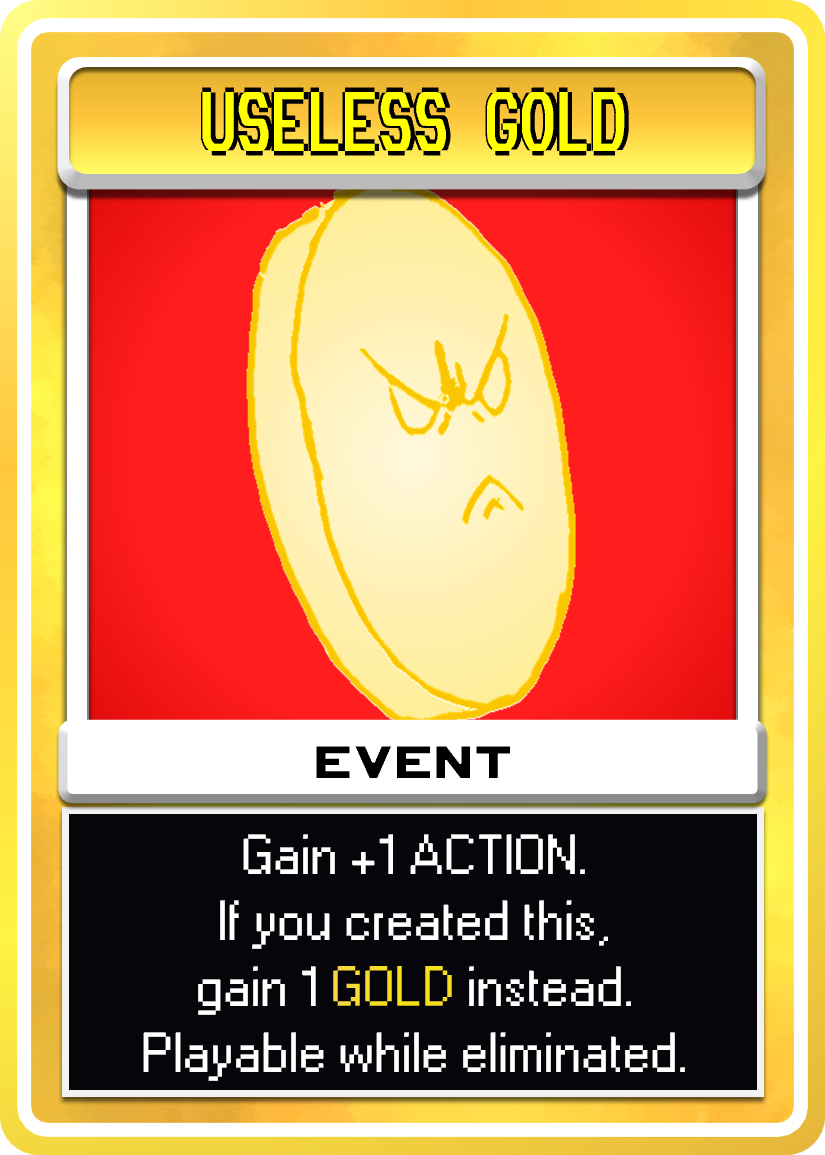 USELESS GOLD
EVENT
Gain +1 ACTION.
If you created this,
gain 1 GOLD instead.
Playable while eliminated.